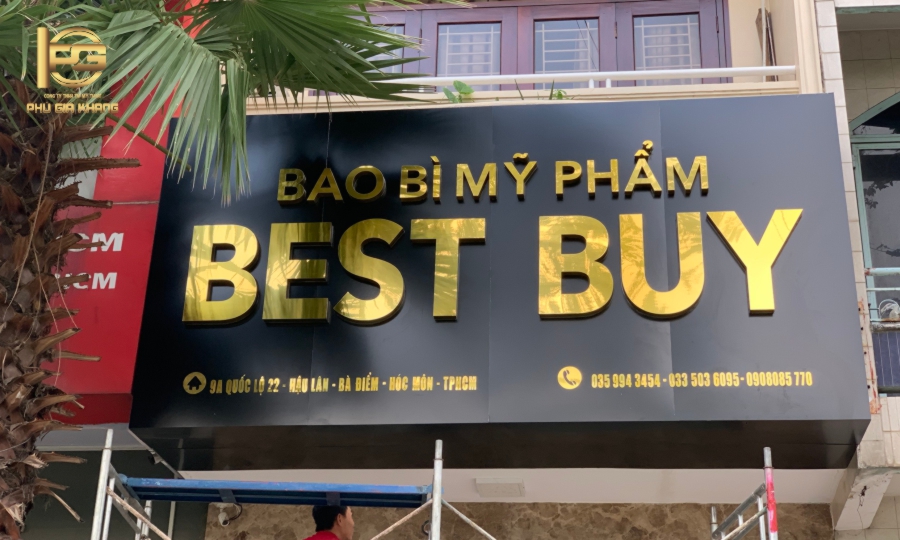 PHÚ GIA KHANG
BAO BÌ MỸ PHẨM
BEST BUY
9A QUỐC LỘ 22 - HẬU LÂN - BÀ ĐIỂM - HÓC MÔN - TPHCM
035 994 3454 - 033 503 6095 - 0908085 770